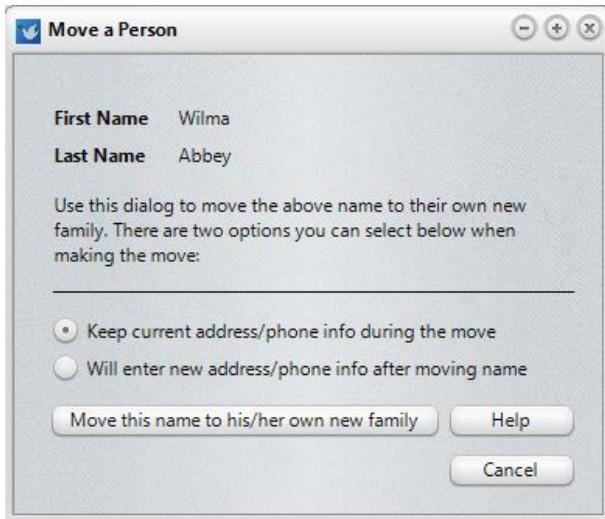 Move a Person
First Name Wilma
Last Name Abbey
Use this dialog to move the above name to their own new
family. There are two options you can select below when
making the move:
Keep current address/phone info during the move
Will enter new address/phone info after moving name
Move this name to his/her own new family Help
Cancel